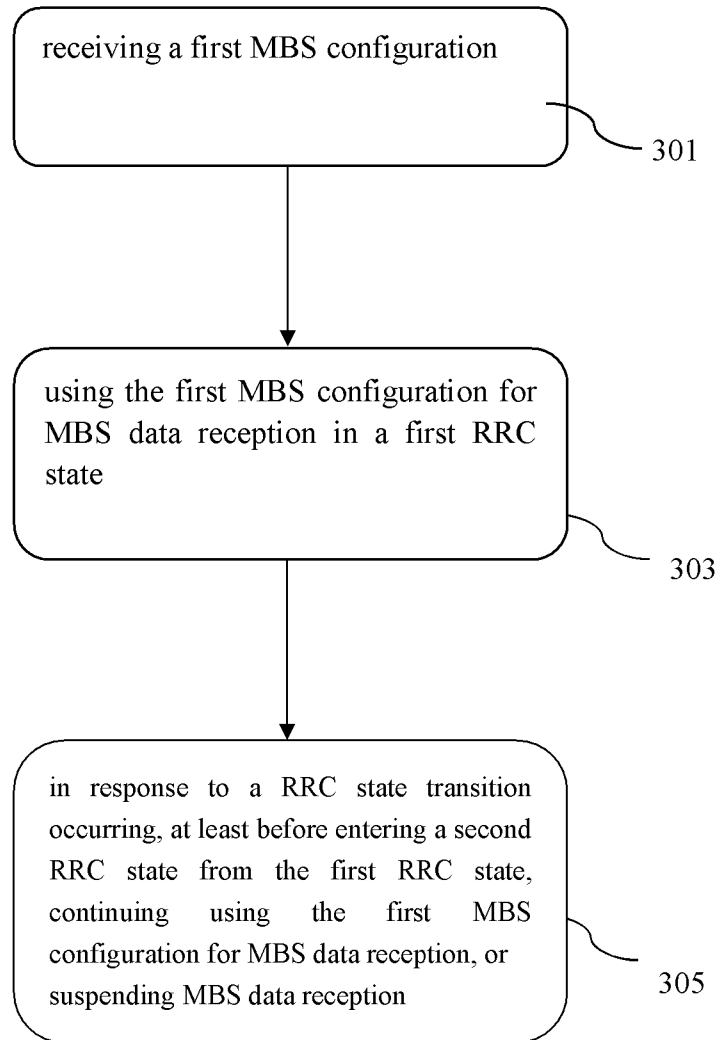 receiving a first MBS configuration
301
using the first MBS configuration for
MBS data reception in a first RRC
state
303
in response to a RRC state transition
occurring, at least before entering a second
RRC state from the first RRC state,
continuing using the first MBS
configuration for MBS data reception, or
suspending MBS data reception
305